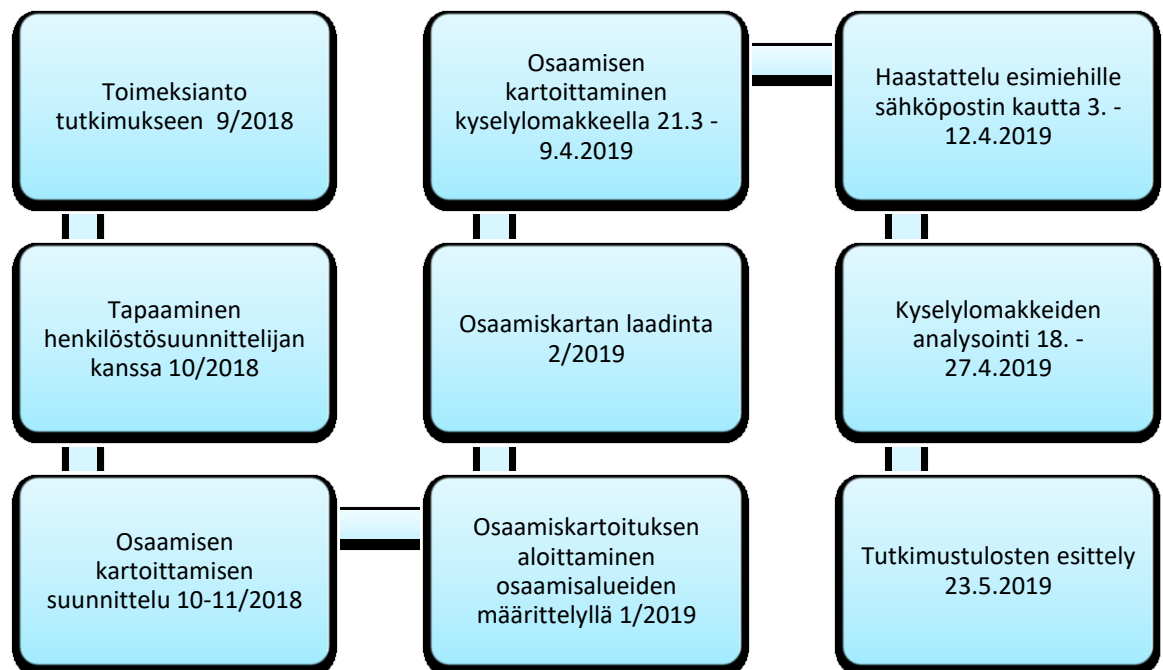 Toimeksianto
tutkimukseen 9/2018
Tapaaminen
henkilöstösuunnittelijan
kanssa 10/2018
Osaamisen
kartoittamisen
suunnittelu 10-11/2018
Osaamiskartoituksen
aloittaminen
osaamisalueiden
määrittelyllä 1/2019
Osaamiskartan laadinta
2/2019
Osaamisen
kartoittaminen
kyselylomakkeella 21.3 -
9.4.2019
Haastattelu esimiehille
sähköpostin kautta 3. -
12.4.2019
Kyselylomakkeiden
analysointi 18. -
27.4.2019
Tutkimustulosten esittely
23.5.2019